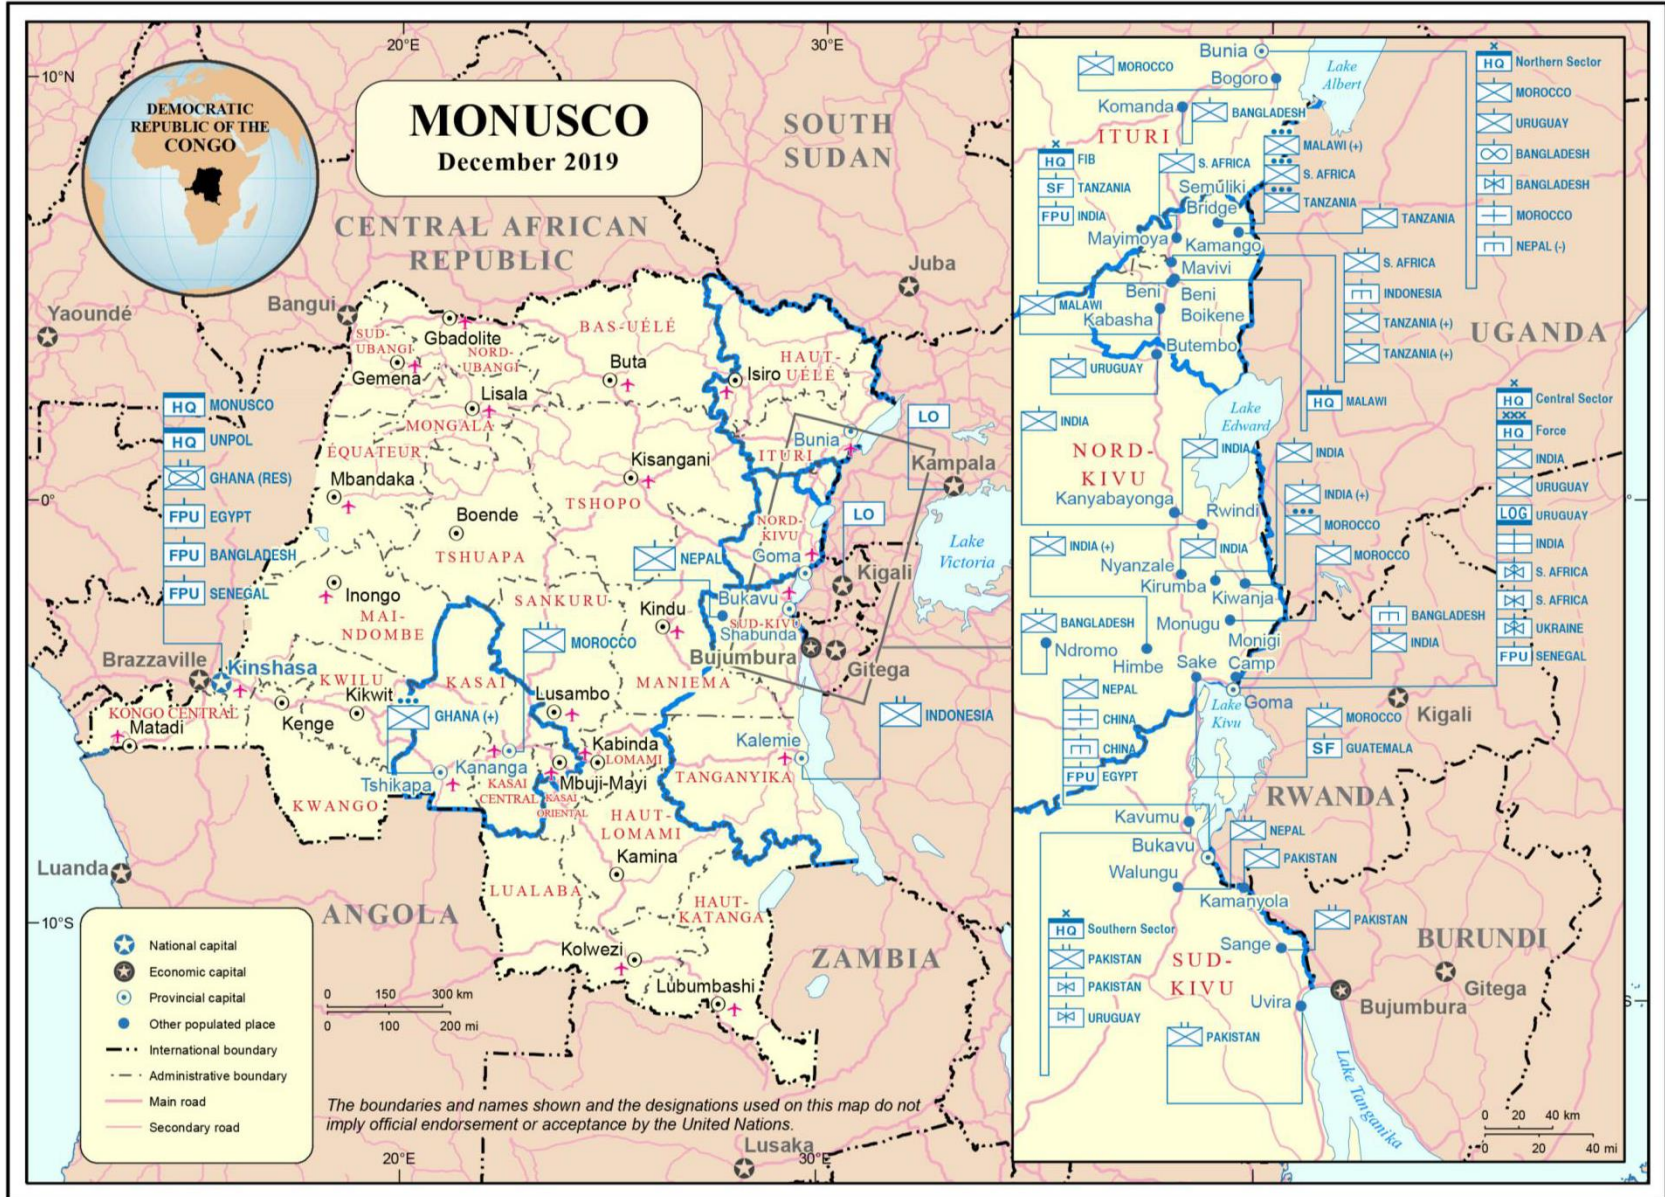 20°E
30°E
10°N
0°
10°S
20°E
30°E
DEMOCRATIC
REPUBLIC OF THE
CONGO
MONUSCO
December 2019
SOUTH
SUDAN
CENTRAL AFRICAN
REPUBLIC
Juba
Yaoundé
Bangui
Gbadolite
SUD-
UBANGI
NORD-
UBANGI
Gemena
BAS-UÉLÉ
Buta
HAUT-
UÉLÉ
Isiro
Lisala
MONGALA
HQ MONUSCO
HQ UNPOL
GHANA (RES)
FPU EGYPT
FPU BANGLADESH
FPU SENEGAL
ÉQUATEUR
Mbandaka
Kisangani
Bunia
ITURI
LO
Kampala
TSHOPO
Boende
TSHUAPA
NORD-
KIVU
LO
Goma
Kigali
Lake
Victoria
NEPAL
Inongo
MAI-
NDOMBE
SANKURU
Kindu
Bukavu
SUD-KIVU
Shabunda
Bujumbura
Gitega
MOROCCO
Brazzaville
Kinshasa
KWILU
Kikwit
KASAI
Lusambo
MANIEMA
INDONESIA
KONGO CENTRAL
Matadi
Kenge
GHANA (+)
Kananga
Kabinda
LOMAMI
Kalemie
TANGANYIKA
Tshikapa
KASAI
CENTRAL
KASAI
ORIENTAL
Mbuji-Mayi
KWANGO
HAUT-
LOMAMI
Kamina
Luanda
LUALABA
HAUT-
KATANGA
ANGOLA
ZAMBIA
Kolwezi
Lubumbashi
Lusaka
National capital
Economic capital
Provincial capital
Other populated place
International boundary
Administrative boundary
Main road
Secondary road
0 150 300 km
0 100 200 mi
The boundaries and names shown and the designations used on this map do not
imply official endorsement or acceptance by the United Nations.
Bunia
MOROCCO
Bogoro
Lake
Albert
HQ Northern Sector
MOROCCO
URUGUAY
BANGLADESH
BANGLADESH
MOROCCO
NEPAL (-)
Komanda
BANGLADESH
ITURI
MALAWI (+)
S. AFRICA
TANZANIA
HQ FIB
SF TANZANIA
FPU INDIA
S. AFRICA
Semuliki
Bridge
TANZANIA
Mayimoya
Kamango
Mavivi
S. AFRICA
INDONESIA
TANZANIA (+)
TANZANIA (+)
Beni
Beni
Boikene
MALAWI
Kabasha
Butembo
URUGUAY
UGANDA
HQ MALAWI
HQ Central Sector
HQ Force
INDIA
URUGUAY
LOG URUGUAY
INDIA
S. AFRICA
S. AFRICA
UKRAINE
FPU SENEGAL
Lake
Edward
INDIA
NORD-
KIVU
INDIA
INDIA
Kanyabayonga
Rwindi
INDIA (+)
MOROCCO
INDIA (+)
INDIA
MOROCCO
Nyanzale
Kirumba
Kiwanja
BANGLADESH
Ndromo
Himbe
Monugu
Monigi
Camp
BANGLADESH
INDIA
Sake
Goma
Lake
Kivu
Kigali
NEPAL
CHINA
CHINA
FPU EGYPT
MOROCCO
SF GUATEMALA
RWANDA
Kavumu
NEPAL
Bukavu
PAKISTAN
Walungu
Kamanyola
PAKISTAN
HQ Southern Sector
PAKISTAN
PAKISTAN
URUGUAY
Sange
SUD-
KIVU
BURUNDI
Gitega
Bujumbura
Uvira
PAKISTAN
Lake Tanganika
0 20 40 km
0 20 40 mi